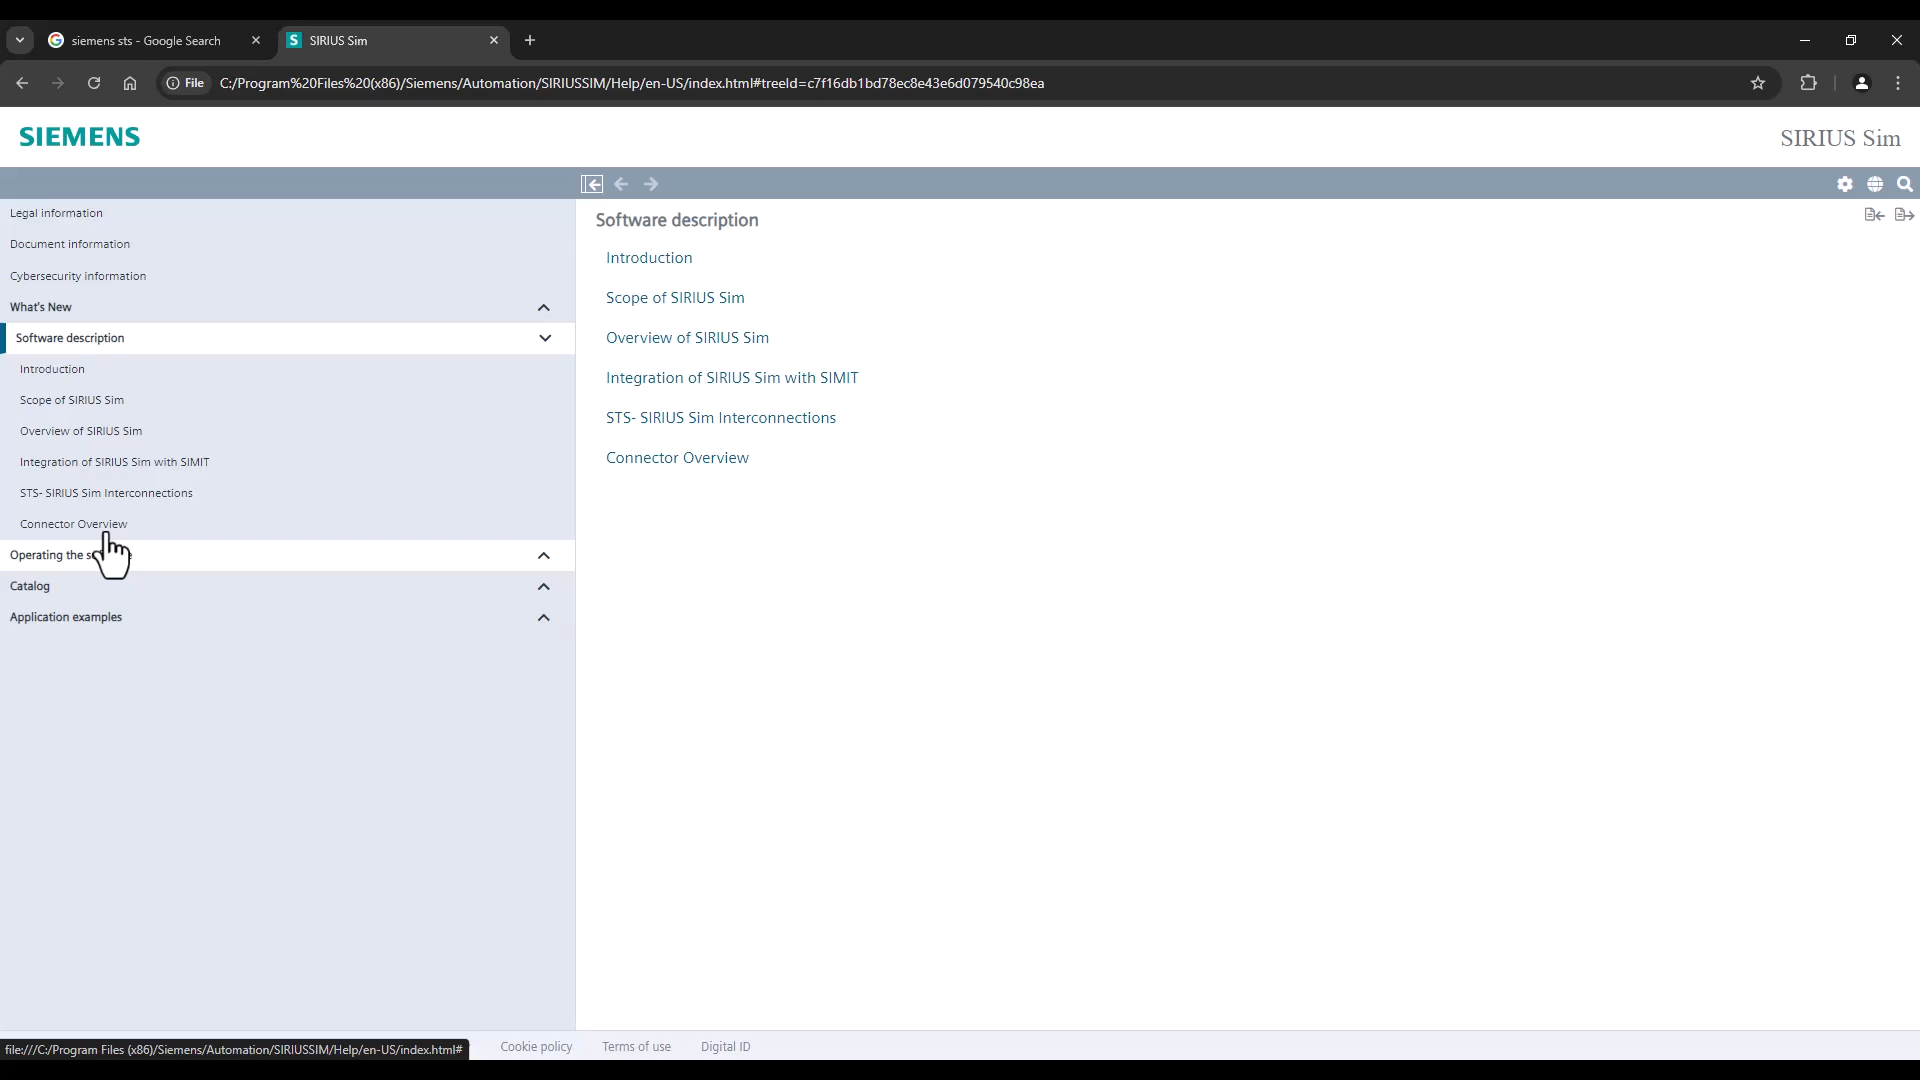 siemens sts - Google Search
SIRIUS Sim
File
C:/Program%20Files%20(x86)/Siemens/Automation/SIRIUSSIM/Help/en-US/index.html#treeId=c7f16db1bd78ec8e43e6d079540c98ea
SIEMENS
SIRIUS Sim
Legal information
Document information
Cybersecurity information
What's New
Software description
Introduction
Scope of SIRIUS Sim
Overview of SIRIUS Sim
Integration of SIRIUS Sim with SIMIT
STS- SIRIUS Sim Interconnections
Connector Overview
Operating the
Catalog
Application examples
Software description
Introduction
Scope of SIRIUS Sim
Overview of SIRIUS Sim
Integration of SIRIUS Sim with SIMIT
STS- SIRIUS Sim Interconnections
Connector Overview
file:///C:/Program Files (x86)/Siemens/Automation/SIRIUSSIM/Help/en-US/index.html#
Cookie policy
Terms of use
Digital ID